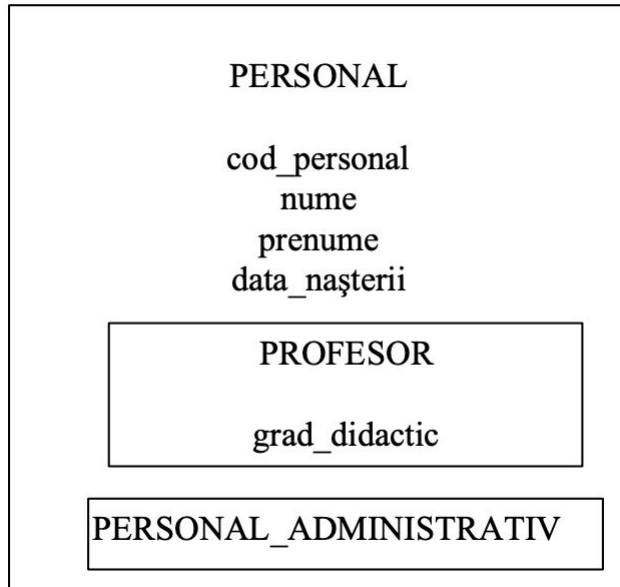 PERSONAL
cod_personal
nume
prenume
data_naşterii
PROFESOR
grad_didactic
PERSONAL_ADMINISTRATIV